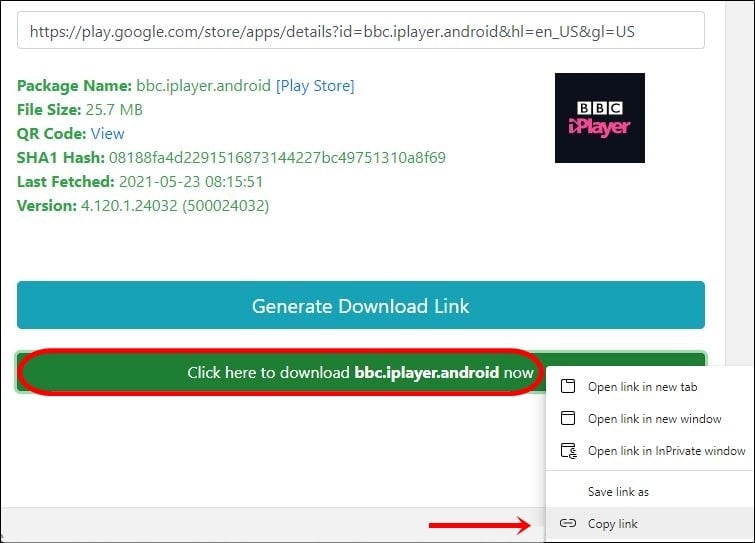 https://play.google.com/store/apps/details?id=bbc.iplayer.android&hl=en_US&gl=US
Package Name: bbc.iplayer.android [Play Store]
File Size: 25.7 MB
QR Code: View
SHA1 Hash: 08188fa4d2291516873144227bc49751310a8f69
Last Fetched: 2021-05-23 08:15:51
Version: 4.120.1.24032 (500024032)
BBC
iPlayer
Generate Download Link
Click here to download bbc.iplayer.android now
Open link in new tab
Open link in new window
Open link in InPrivate window
Save link as
Copy link